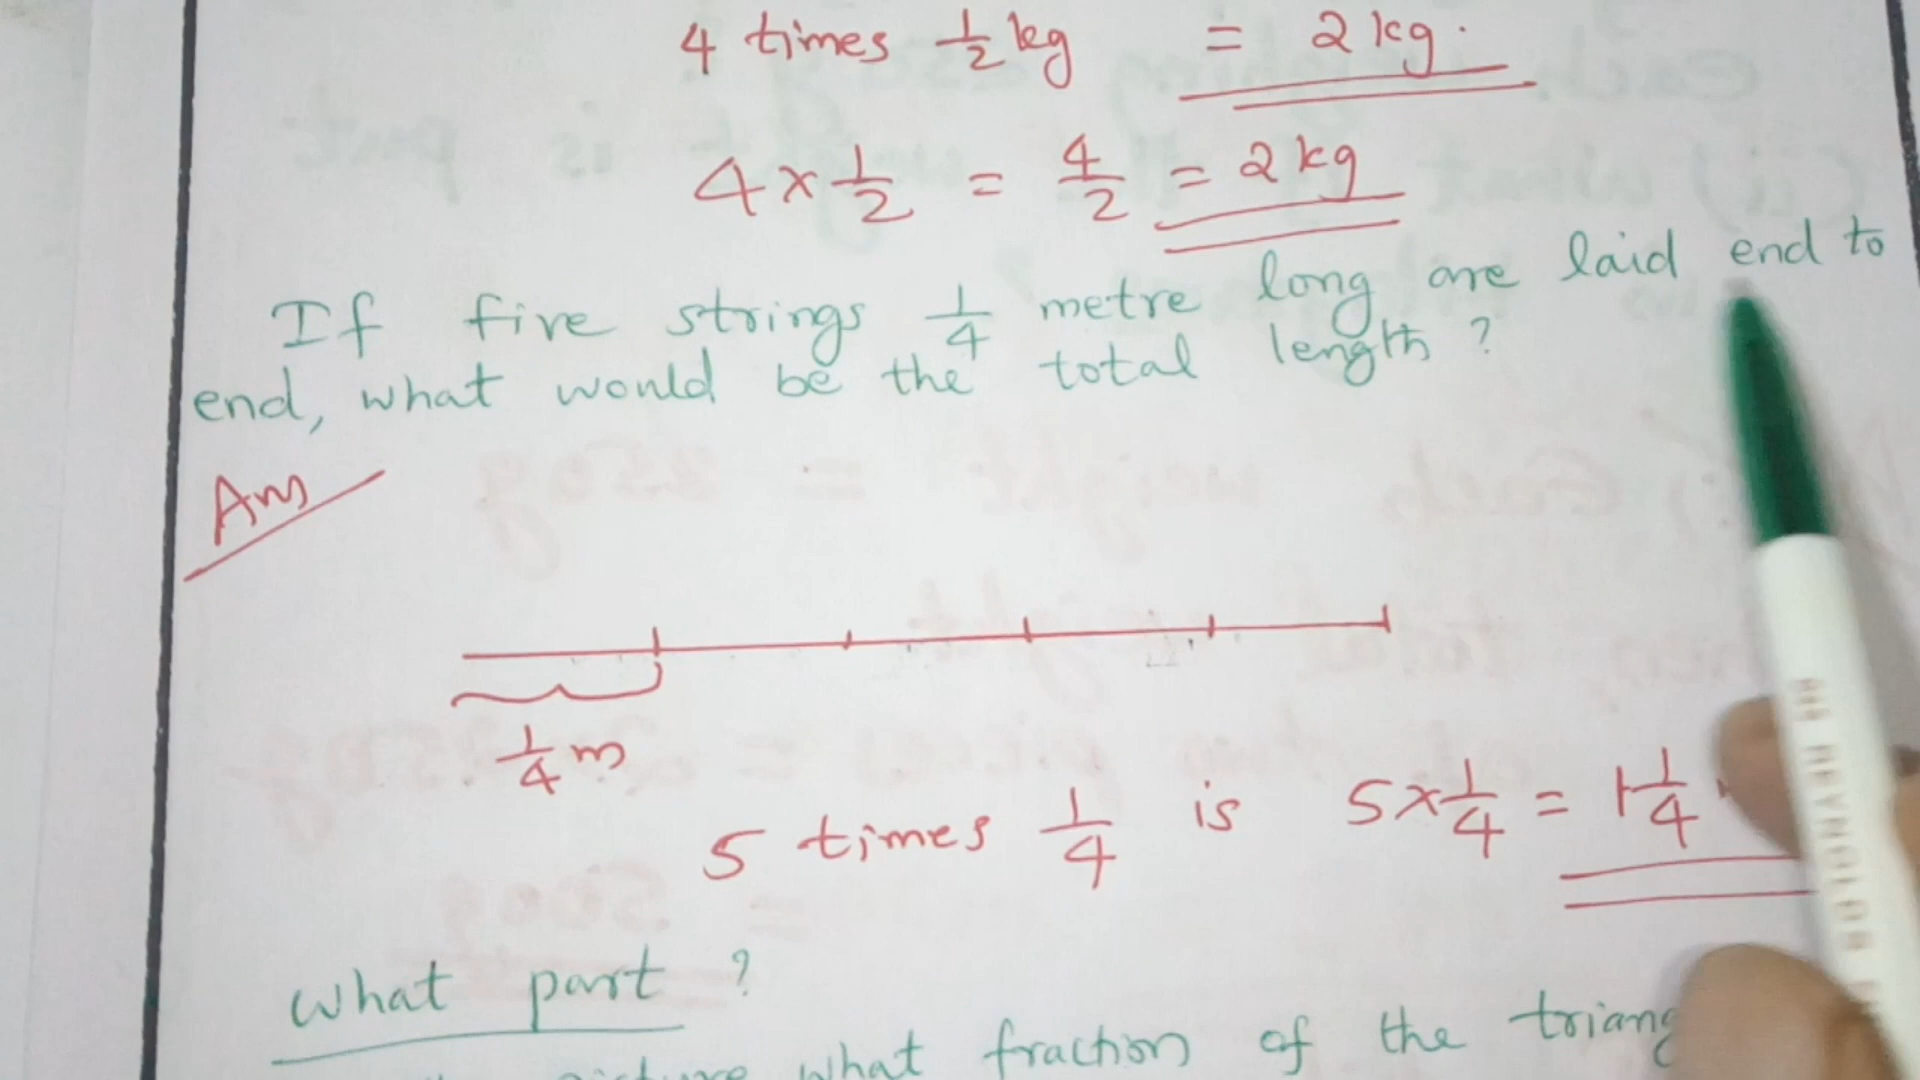 4 times 1/2 kg = 2 kg.
4 × 1/2 = 4/2 = 2 kg
If five strings 1/4 metre long are laid end to
end, what would be the total length ?
Ans
1/4 m
5 times 1/4 is 5 × 1/4 = 1 1/4
What part ?
what fraction of the triang
REYNOLDS